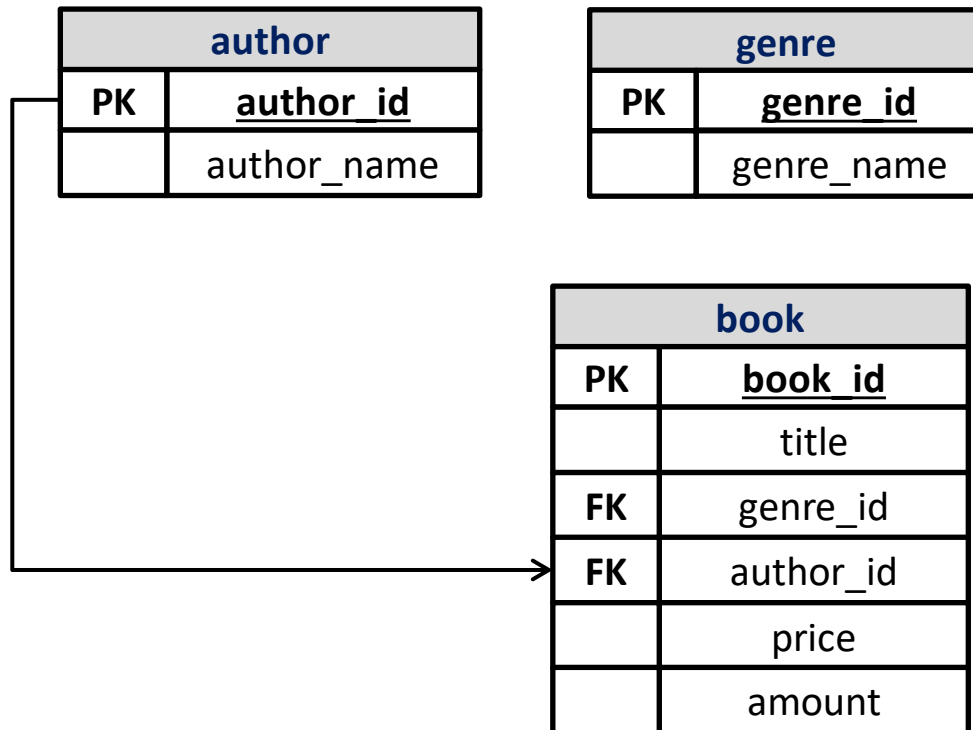 author
PK author_id
author_name
genre
PK genre_id
genre_name
book
PK book_id
title
FK genre_id
FK author_id
price
amount